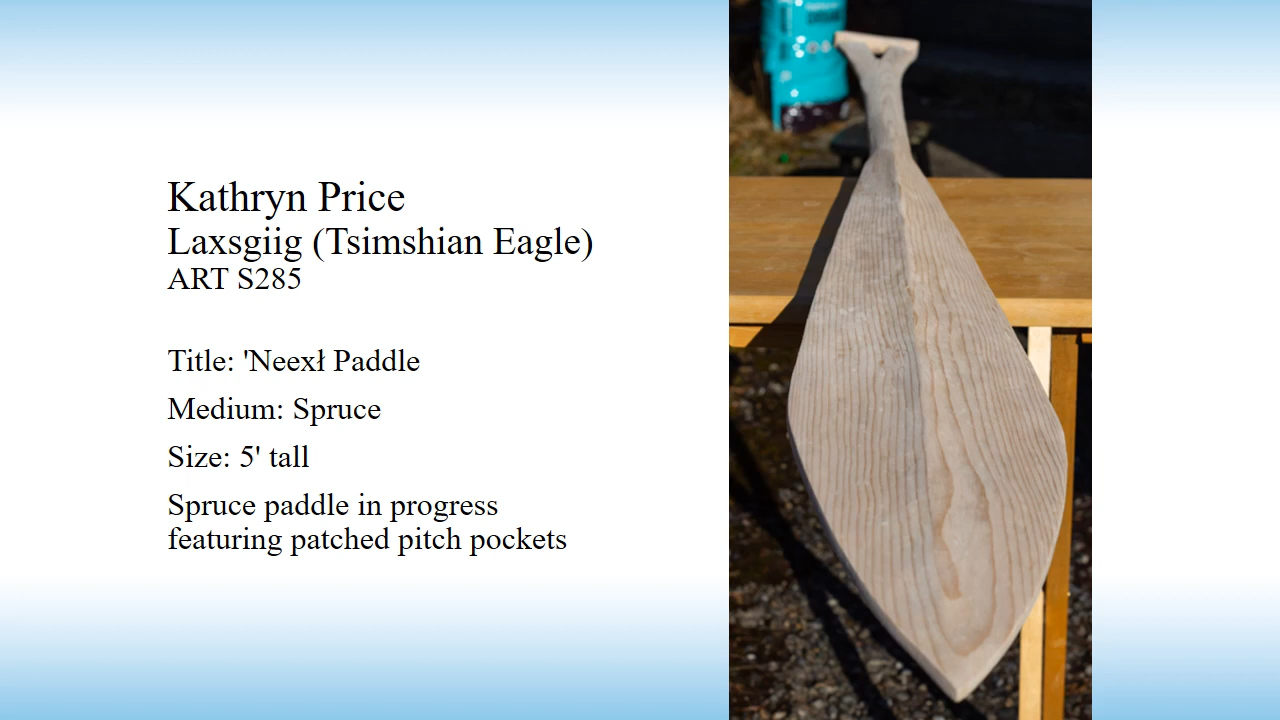 Kathryn Price
Laxsgiig (Tsimshian Eagle)
ART S285
Title: 'Neexł Paddle
Medium: Spruce
Size: 5' tall
Spruce paddle in progress
featuring patched pitch pockets